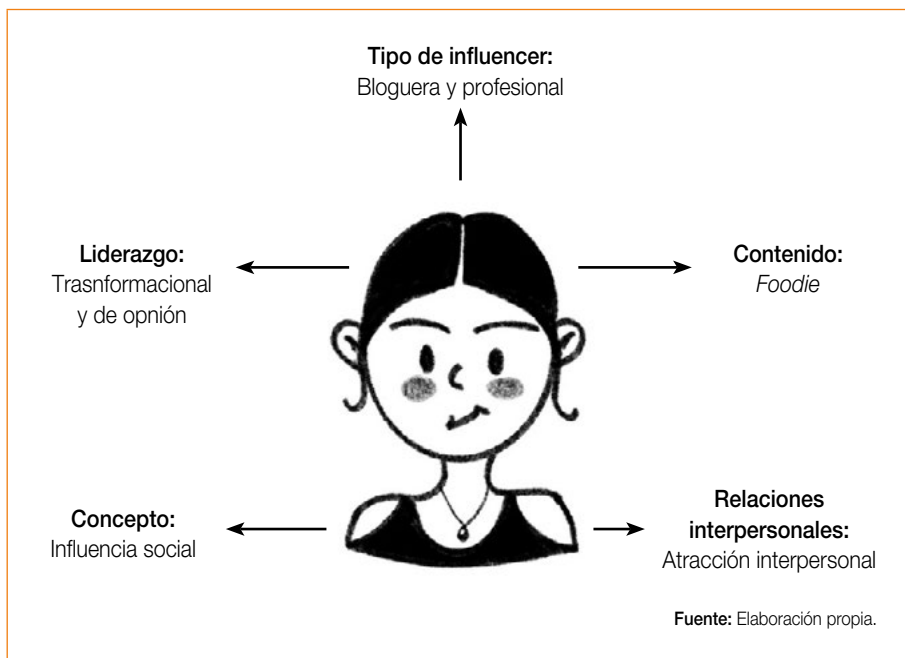 Tipo de influencer:
Bloguera y profesional
Liderazgo:
Trasnformacional
y de opnión
Contenido:
Foodie
Concepto:
Influencia social
Relaciones
interpersonales:
Atracción interpersonal
Fuente: Elaboración propia.